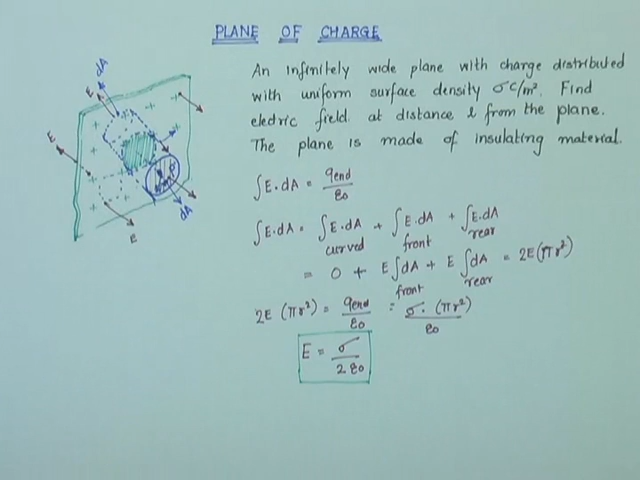 PLANE OF CHARGE
An infinitely wide plane with charge distributed
with uniform surface density σ C/m². Find
electric field at distance r from the plane.
The plane is made of insulating material.
∫E.dA = qend/ε0
∫E.dA = ∫E.dA curved + ∫E.dA front + ∫E.dA rear
= 0 + E∫dA front + E∫dA rear = 2E(πr²)
2E (πr²) = qend/ε0 = σ.(πr²)/ε0
E = σ/2ε0
dA
E
E
E
dA